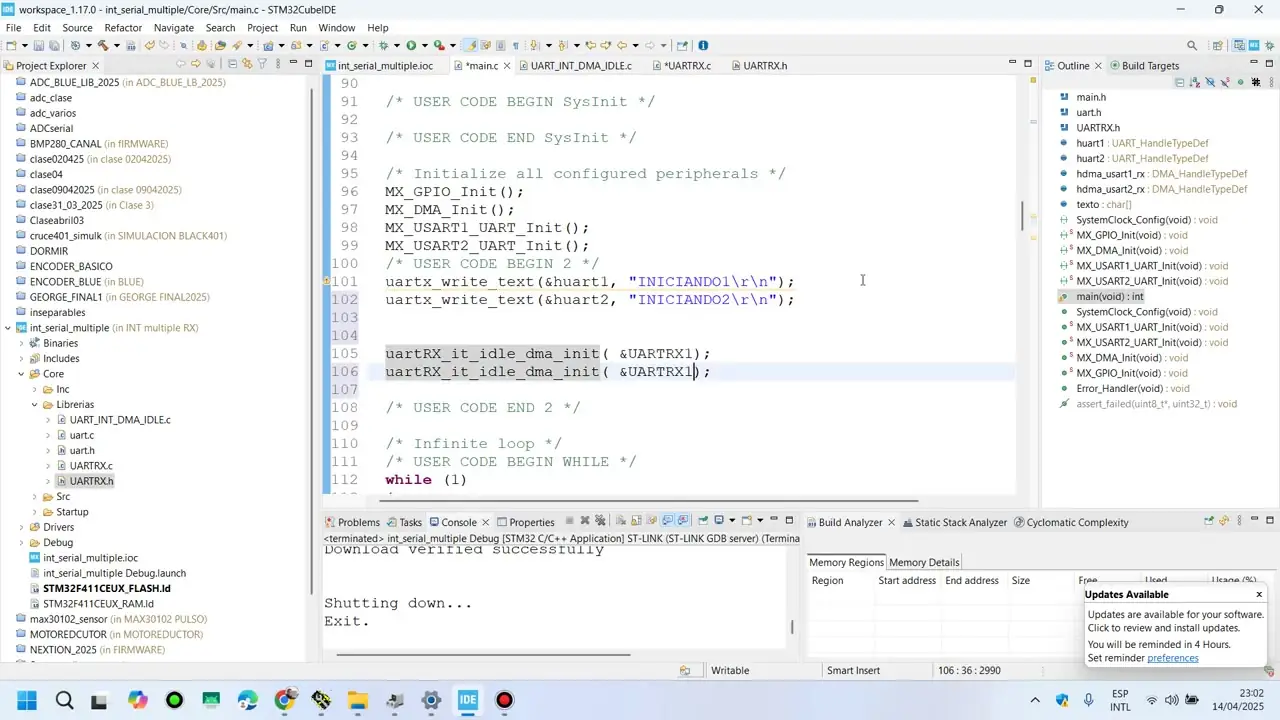 workspace_1.17.0 - int_serial_multiple/Core/Src/main.c - STM32CubeIDE
File Edit Source Refactor Navigate Search Project Run Window Help
Project Explorer
ADC_BLUE_LIB_2025 (in ADC_BLUE_LIB_2025)
adc_clase
adc_varios
ADCserial
BMP280_CANAL (in fIRMWARE)
clase020425 (in clase 02042025)
clase04
clase09042025 (in clase 09042025)
clase31_03_2025 (in Clase 3)
Claseabril03
cruce401_simulk (in SIMULACION BLACK401)
DORMIR
ENCODER_BASICO
ENCODER_BLUE (in BLUE)
GEORGE_FINAL1 (in GEORGE FINAL2025)
inseparables
int_serial_multiple (in INT multiple RX)
Binaries
Includes
Core
Inc
Librerias
UART_INT_DMA_IDLE.c
uart.c
uart.h
UARTRX.c
UARTRX.h
Src
Startup
Drivers
Debug
int_serial_multiple.ioc
int_serial_multiple Debug.launch
STM32F411CEUX_FLASH.ld
STM32F411CEUX_RAM.ld
max30102_sensor (in MAX30102 PULSO)
MOTOREDCUTOR (in MOTOREDUCTOR)
NEXTION_2025 (in FIRMWARE)
int_serial_multiple.ioc *main.c UART_INT_DMA_IDLE.c *UARTRX.c UARTRX.h
90
91 /* USER CODE BEGIN SysInit */
92
93 /* USER CODE END SysInit */
94
95 /* Initialize all configured peripherals */
96 MX_GPIO_Init();
97 MX_DMA_Init();
98 MX_USART1_UART_Init();
99 MX_USART2_UART_Init();
100 /* USER CODE BEGIN 2 */
101 uartx_write_text(&huart1, "INICIANDO1\r\n");
102 uartx_write_text(&huart2, "INICIANDO2\r\n");
103
104
105 uartRX_it_idle_dma_init( &UARTRX1);
106 uartRX_it_idle_dma_init( &UARTRX1);
107
108 /* USER CODE END 2 */
109
110 /* Infinite loop */
111 /* USER CODE BEGIN WHILE */
112 while (1)
Outline Build Targets
main.h
uart.h
UARTRX.h
huart1 : UART_HandleTypeDef
huart2 : UART_HandleTypeDef
hdma_usart1_rx : DMA_HandleTypeDef
hdma_usart2_rx : DMA_HandleTypeDef
texto : char[]
SystemClock_Config(void) : void
MX_GPIO_Init(void) : void
MX_DMA_Init(void) : void
MX_USART1_UART_Init(void) : void
MX_USART2_UART_Init(void) : void
main(void) : int
SystemClock_Config(void) : void
MX_USART1_UART_Init(void) : void
MX_USART2_UART_Init(void) : void
MX_DMA_Init(void) : void
MX_GPIO_Init(void) : void
Error_Handler(void) : void
assert_failed(uint8_t*, uint32_t) : void
Problems Tasks Console Properties
<terminated> int_serial_multiple Debug [STM32 C/C++ Application] ST-LINK (ST-LINK GDB server) (Termina
Download verified successfully
Shutting down...
Exit.
Build Analyzer Static Stack Analyzer Cyclomatic Complexity
Memory Regions Memory Details
Region Start address End address Size Free Used Usage (%)
Updates Available
Updates are available for your software.
Click to review and install updates.
You will be reminded in 4 Hours.
Set reminder preferences
Writable Smart Insert 106 : 36 : 2990
IDE
ESP
INTL
23:02
14/04/2025